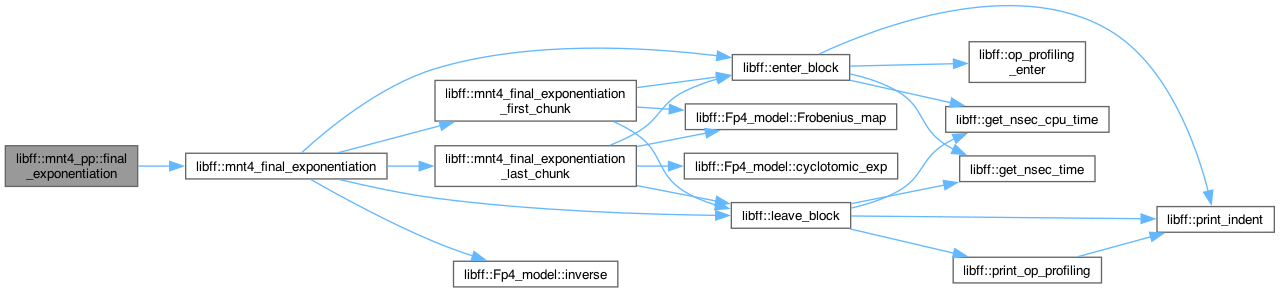 libff::mnt4_pp::final
_exponentiation
libff::mnt4_final_exponentiation
libff::mnt4_final_exponentiation
_first_chunk
libff::mnt4_final_exponentiation
_last_chunk
libff::Fp4_model::inverse
libff::enter_block
libff::Fp4_model::Frobenius_map
libff::Fp4_model::cyclotomic_exp
libff::leave_block
libff::op_profiling
_enter
libff::get_nsec_cpu_time
libff::get_nsec_time
libff::print_op_profiling
libff::print_indent